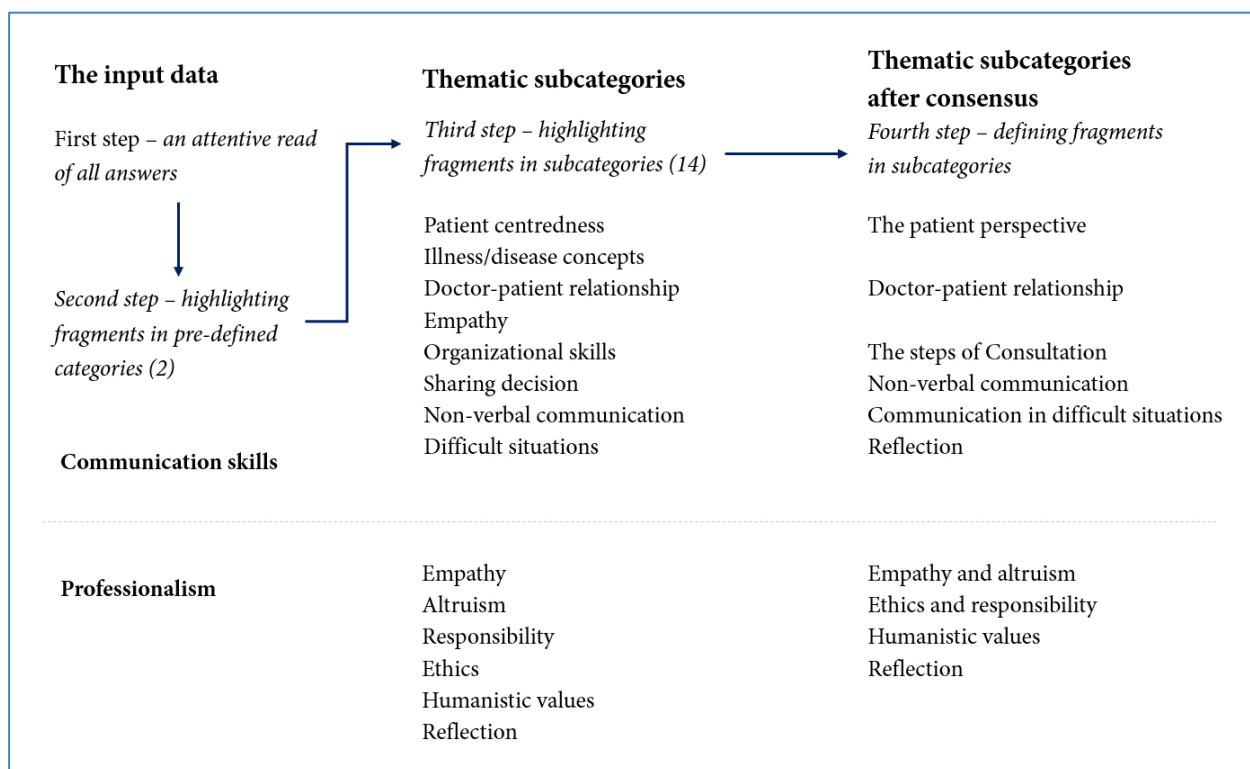 The input data
First step – an attentive read
of all answers
Second step – highlighting
fragments in pre-defined
categories (2)
Communication skills
Thematic subcategories
Third step – highlighting
fragments in subcategories (14)
Patient centredness
Illness/disease concepts
Doctor-patient relationship
Empathy
Organizational skills
Sharing decision
Non-verbal communication
Difficult situations
Thematic subcategories
after consensus
Fourth step – defining fragments
in subcategories
The patient perspective
Doctor-patient relationship
The steps of Consultation
Non-verbal communication
Communication in difficult situations
Reflection
Professionalism
Empathy
Altruism
Responsibility
Ethics
Humanistic values
Reflection
Empathy and altruism
Ethics and responsibility
Humanistic values
Reflection